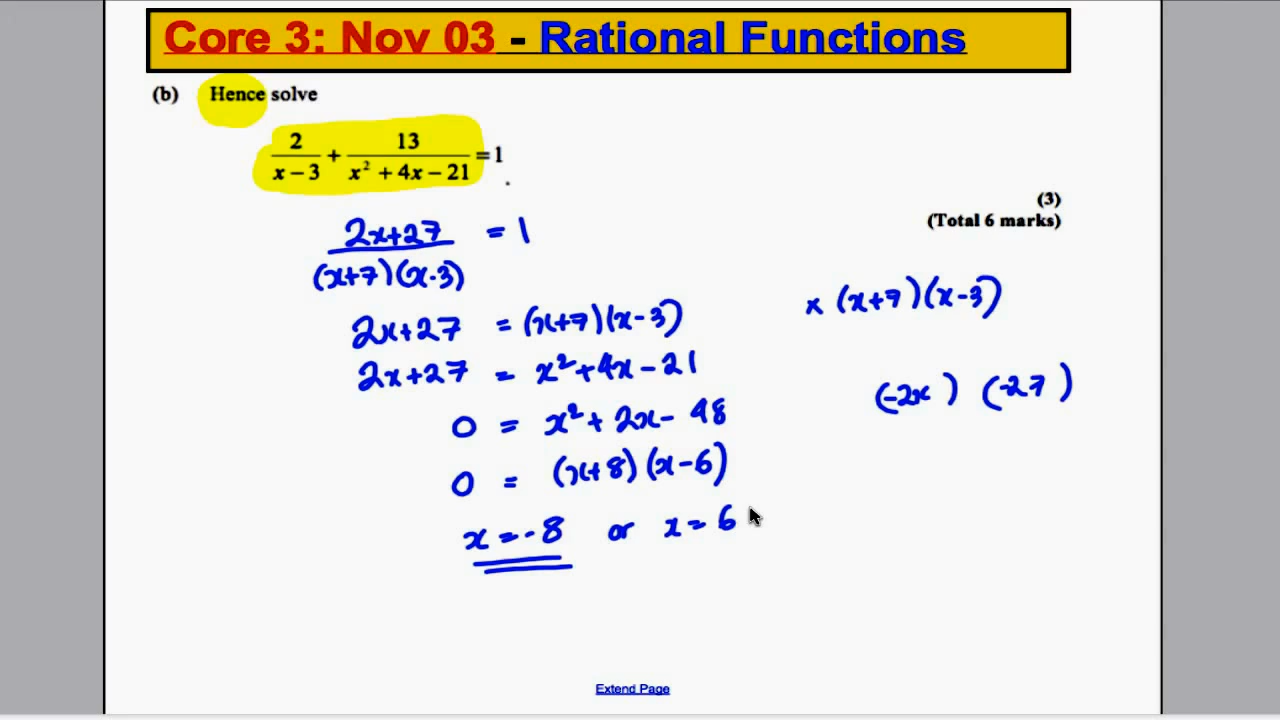 Core 3: Nov 03 - Rational Functions
(b) Hence solve
2/(x − 3) + 13/(x² + 4x − 21) = 1
.
(3)
(Total 6 marks)
(2x+27)/((x+7)(x-3)) = 1
2x+27 = (x+7)(x-3) × (x+7)(x-3)
2x+27 = x²+4x-21 (-2x) (-27)
0 = x²+2x-48
0 = (x+8)(x-6)
x=-8 or x=6
Extend Page